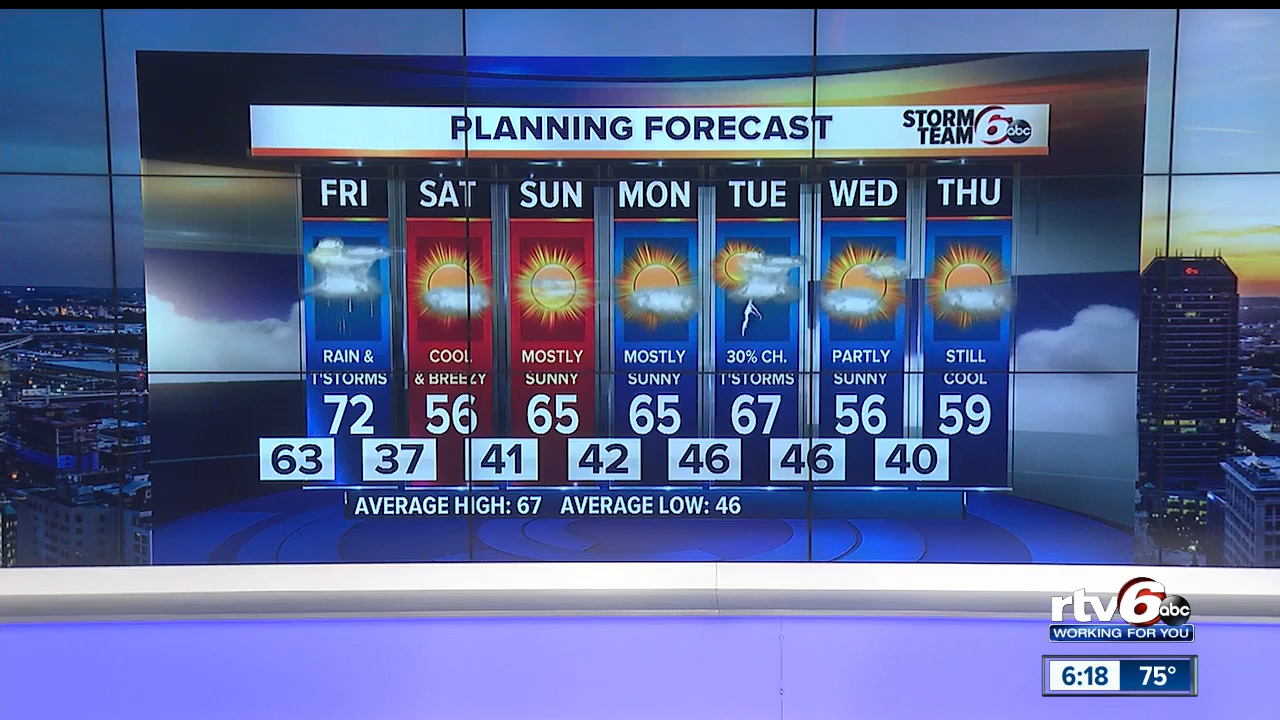 PLANNING FORECAST
STORM TEAM 6 abc
FRI SAT SUN MON TUE WED THU
RAIN & COOL MOSTLY MOSTLY 30% CH. PARTLY STILL
T'STORMS & BREEZY SUNNY SUNNY T'STORMS SUNNY COOL
72 56 65 65 67 56 59
63 37 41 42 46 46 40
AVERAGE HIGH: 67 AVERAGE LOW: 46
rtv6 abc
WORKING FOR YOU
6:18 75°